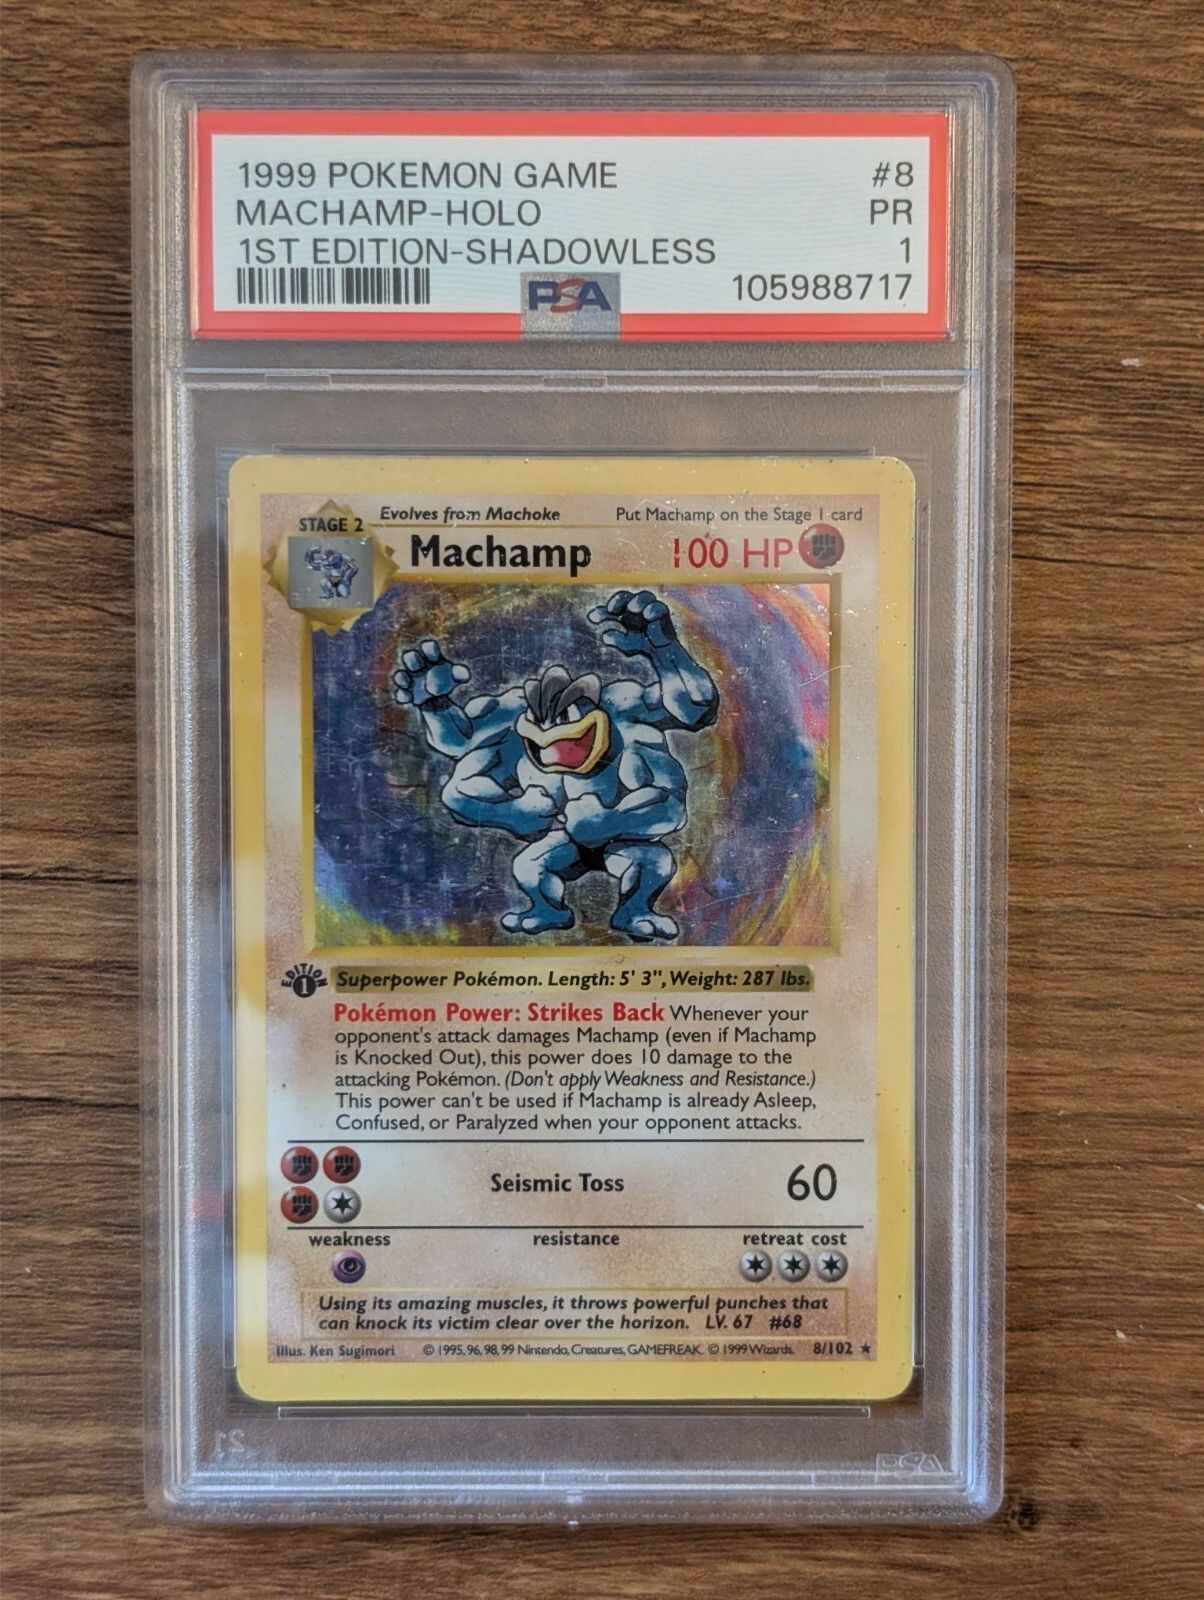 1999 POKEMON GAME #8
MACHAMP-HOLO PR
1ST EDITION-SHADOWLESS 1
PSA 105988717
Evolves from Machoke Put Machamp on the Stage 1 card
STAGE 2
Machamp 100 HP
EDITION
1
Superpower Pokémon. Length: 5' 3", Weight: 287 lbs.
Pokémon Power: Strikes Back Whenever your
opponent's attack damages Machamp (even if Machamp
is Knocked Out), this power does 10 damage to the
attacking Pokémon. (Don't apply Weakness and Resistance.)
This power can't be used if Machamp is already Asleep,
Confused, or Paralyzed when your opponent attacks.
Seismic Toss 60
weakness resistance retreat cost
Using its amazing muscles, it throws powerful punches that
can knock its victim clear over the horizon. LV. 67 #68
Illus. Ken Sugimori © 1995, 96, 98, 99 Nintendo, Creatures, GAMEFREAK. © 1999 Wizards. 8/102 ★
21 PSA